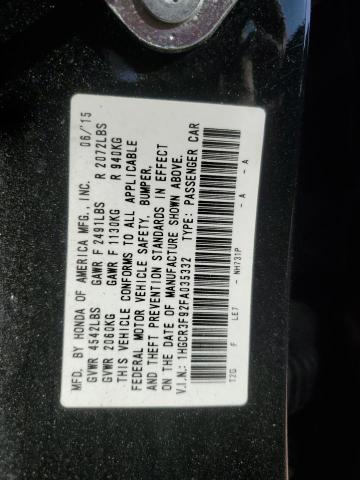 MFD. BY HONDA OF AMERICA MFG., INC. 06/15
GVWR 4542LBS GAWR F 2491LBS R 2072LBS
GVWR 2060KG GAWR F 1130KG R 940KG
THIS VEHICLE CONFORMS TO ALL APPLICABLE
FEDERAL MOTOR VEHICLE SAFETY, BUMPER,
AND THEFT PREVENTION STANDARDS IN EFFECT
ON THE DATE OF MANUFACTURE SHOWN ABOVE.
V.I.N.: 1HGCR3F92FA035332 TYPE: PASSENGER CAR
T2G F LE7 - NH731P - A - A